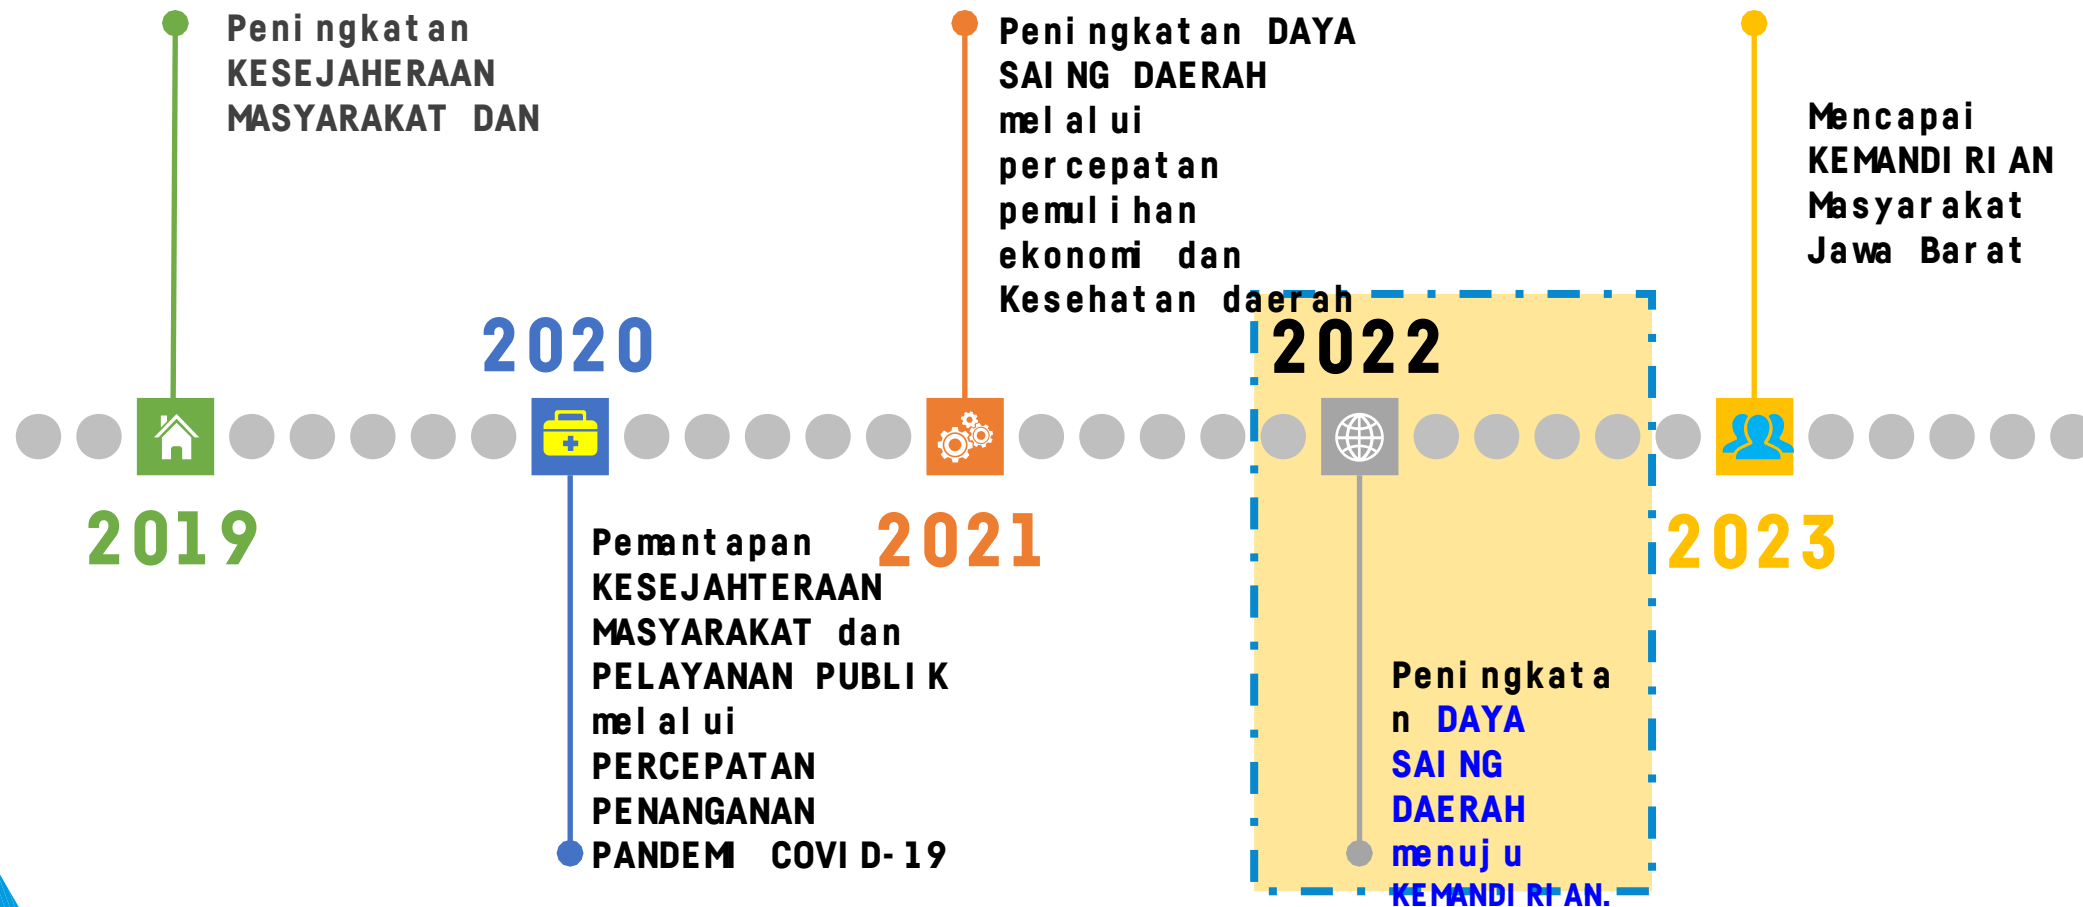 Peningkatan
KESEJAHERAAN
MASYARAKAT DAN
2019
2020
Pemantapan
KESEJAHTERAAN
MASYARAKAT dan
PELAYANAN PUBLIK
melalui
PERCEPATAN
PENANGANAN
PANDEMI COVID-19
Peningkatan DAYA
SAING DAERAH
melalui
percepatan
pemulihan
ekonomi dan
Kesehatan daerah
2021
2022
Peningkata
n DAYA
SAING
DAERAH
menuju
KEMANDIRIAN.
Mencapai
KEMANDIRIAN
Masyarakat
Jawa Barat
2023